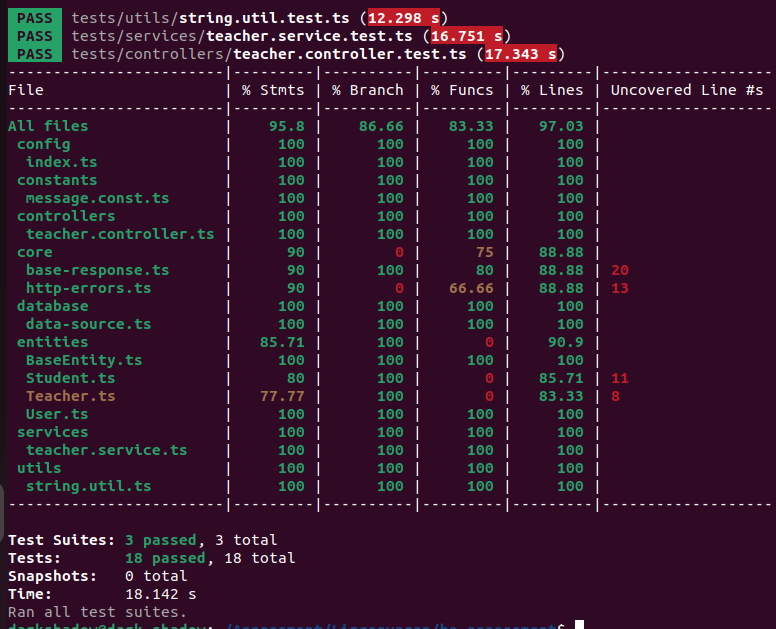 PASS tests/utils/string.util.test.ts (12.298 s)
PASS tests/services/teacher.service.test.ts (16.751 s)
PASS tests/controllers/teacher.controller.test.ts (17.343 s)
------------------------|---------|----------|---------|---------|-------------------
File                    | % Stmts | % Branch | % Funcs | % Lines | Uncovered Line #s
------------------------|---------|----------|---------|---------|-------------------
All files               |    95.8 |    86.66 |   83.33 |   97.03 |
 config                 |     100 |      100 |     100 |     100 |
  index.ts              |     100 |      100 |     100 |     100 |
 constants              |     100 |      100 |     100 |     100 |
  message.const.ts      |     100 |      100 |     100 |     100 |
 controllers            |     100 |      100 |     100 |     100 |
  teacher.controller.ts |     100 |      100 |     100 |     100 |
 core                   |      90 |        0 |      75 |   88.88 |
  base-response.ts      |      90 |      100 |      80 |   88.88 | 20
  http-errors.ts        |      90 |        0 |   66.66 |   88.88 | 13
 database               |     100 |      100 |     100 |     100 |
  data-source.ts        |     100 |      100 |     100 |     100 |
 entities               |   85.71 |      100 |       0 |    90.9 |
  BaseEntity.ts         |     100 |      100 |     100 |     100 |
  Student.ts            |      80 |      100 |       0 |   85.71 | 11
  Teacher.ts            |   77.77 |      100 |       0 |   83.33 | 8
  User.ts               |     100 |      100 |     100 |     100 |
 services               |     100 |      100 |     100 |     100 |
  teacher.service.ts    |     100 |      100 |     100 |     100 |
 utils                  |     100 |      100 |     100 |     100 |
  string.util.ts        |     100 |      100 |     100 |     100 |
------------------------|---------|----------|---------|---------|-------------------
Test Suites: 3 passed, 3 total
Tests:       18 passed, 18 total
Snapshots:   0 total
Time:        18.142 s
Ran all test suites.